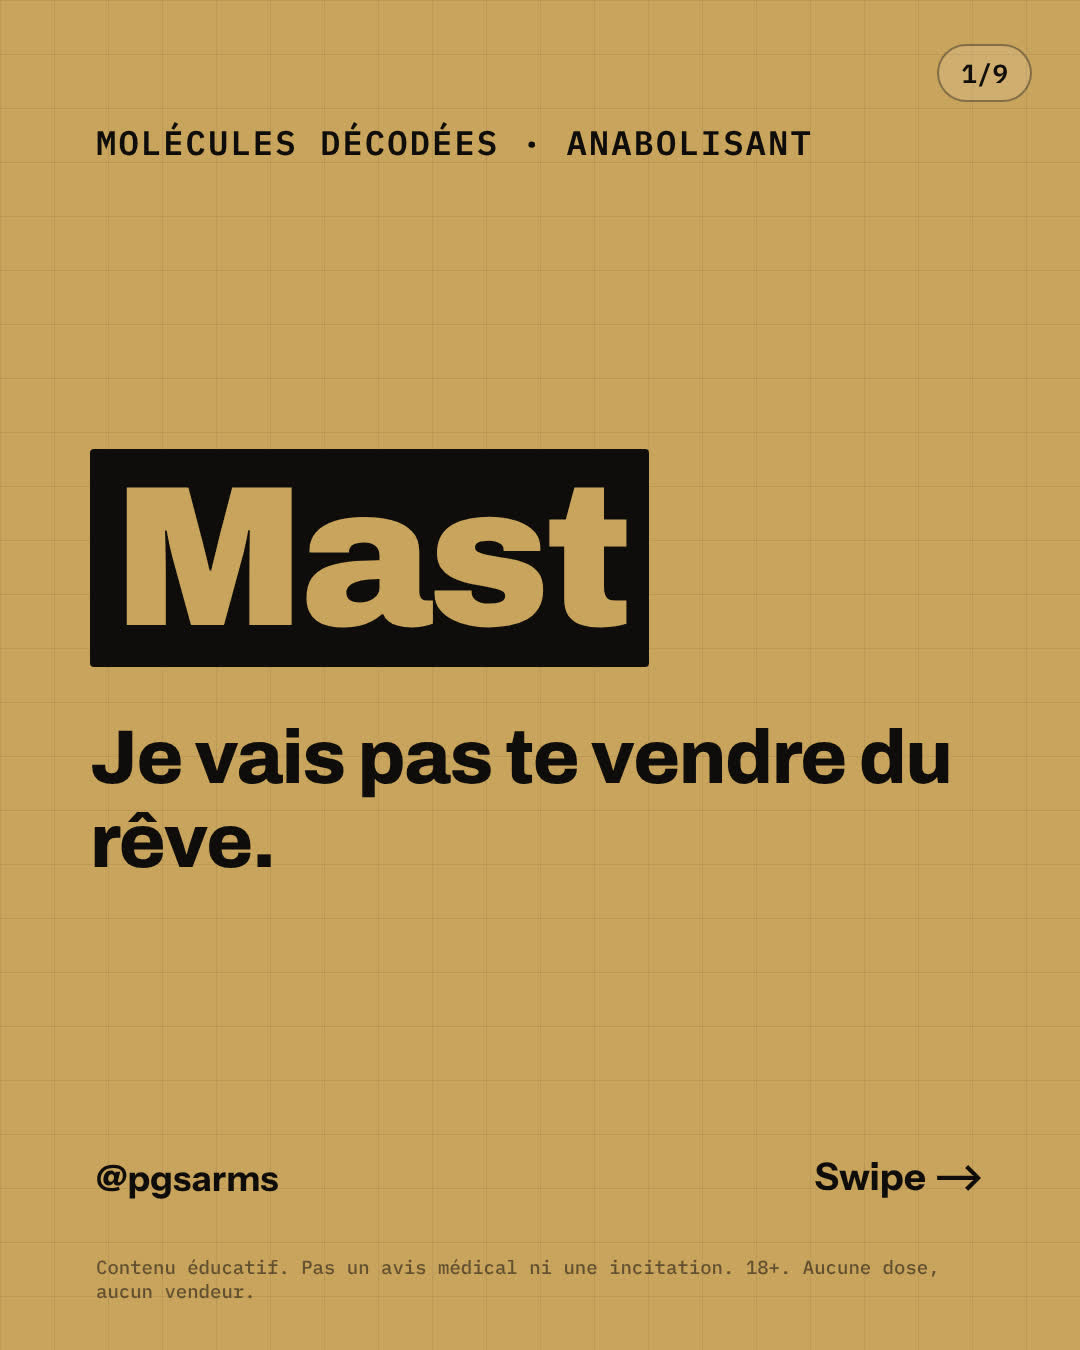 1/9
MOLÉCULES DÉCODÉES · ANABOLISANT
Mast
Je vais pas te vendre du
rêve.
@pgsarms
Swipe →
Contenu éducatif. Pas un avis médical ni une incitation. 18+. Aucune dose,
aucun vendeur.